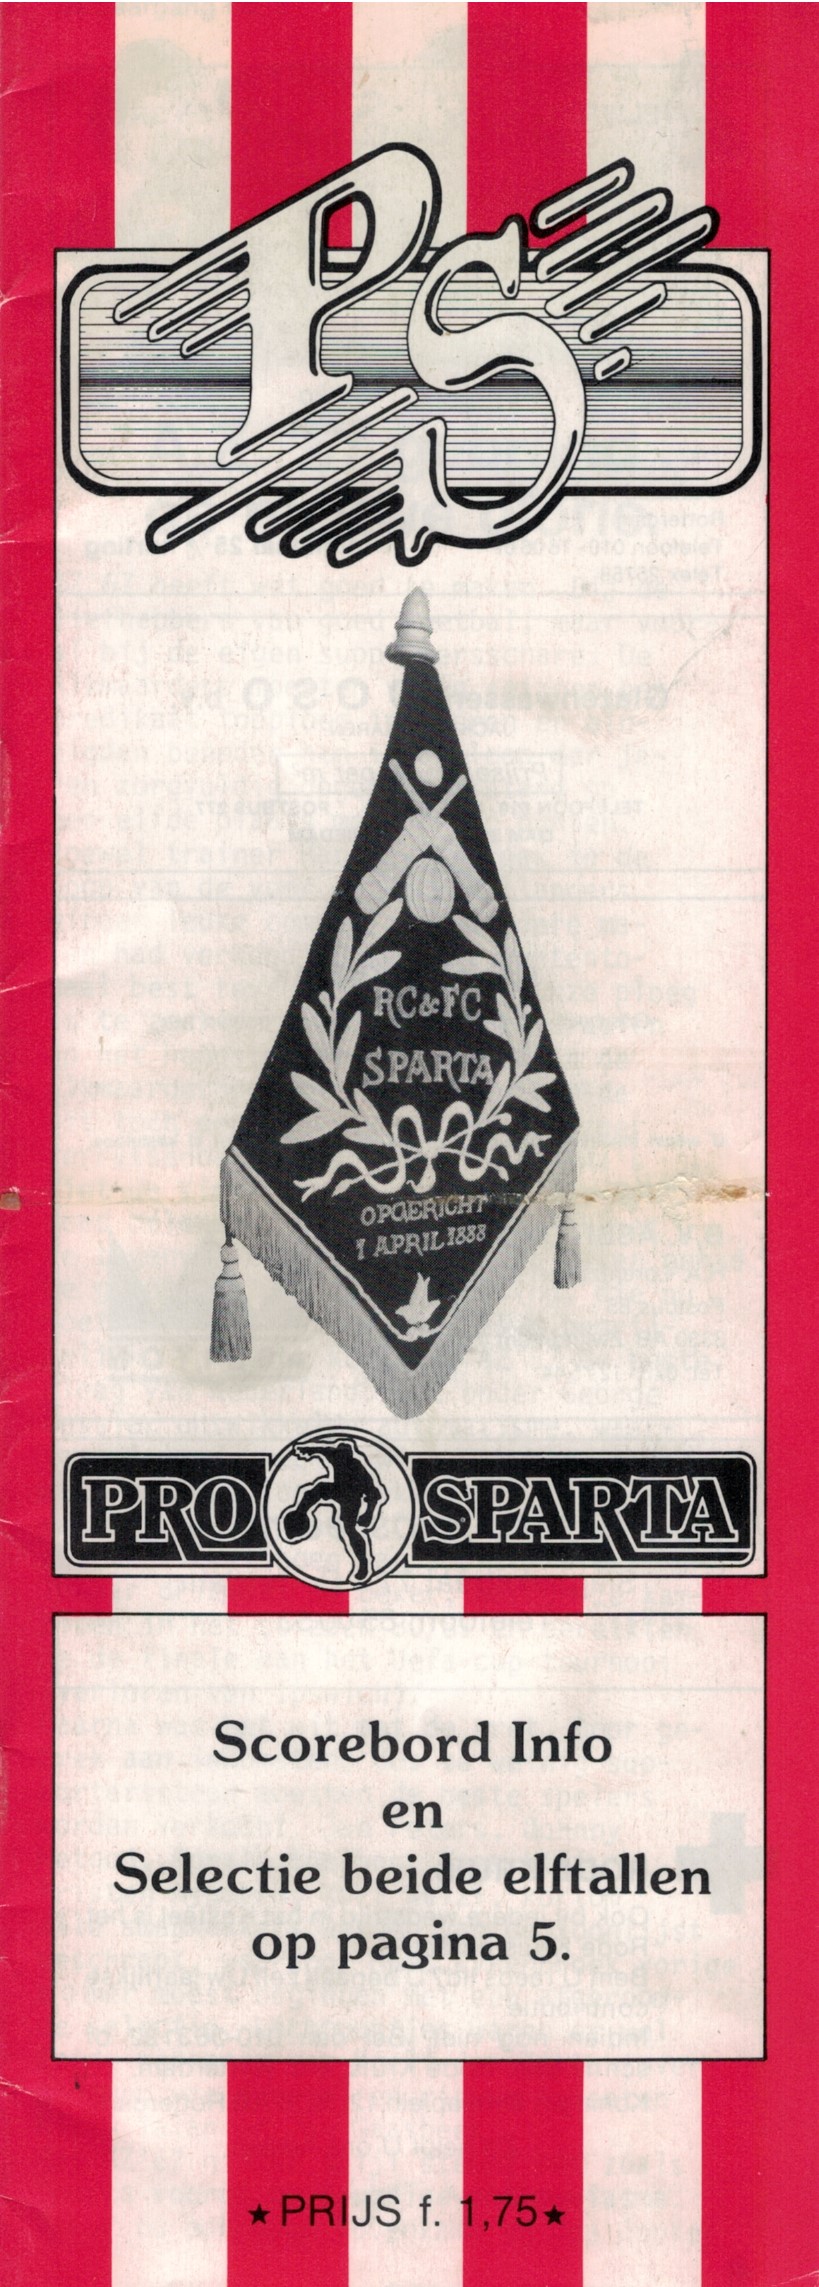 PS
RC&FC
SPARTA
OPGERICHT
1 APRIL 1888
PRO SPARTA
Scorebord Info
en
Selectie beide elftallen
op pagina 5.
★ PRIJS f. 1,75 ★